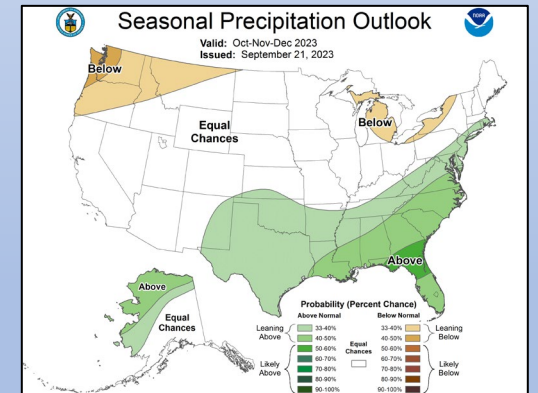 Seasonal Precipitation Outlook
NOAA
Valid: Oct-Nov-Dec 2023
Issued: September 21, 2023
Below
Equal
Chances
Below
Above
Above
Equal
Chances
Probability (Percent Chance)
Above Normal Below Normal
Leaning
Above
33-40% 33-40%
40-50% 40-50%
Leaning
Below
Equal
Chances
Likely
Above
50-60% 50-60%
60-70% 60-70%
70-80% 70-80%
80-90% 80-90%
90-100% 90-100%
Likely
Below